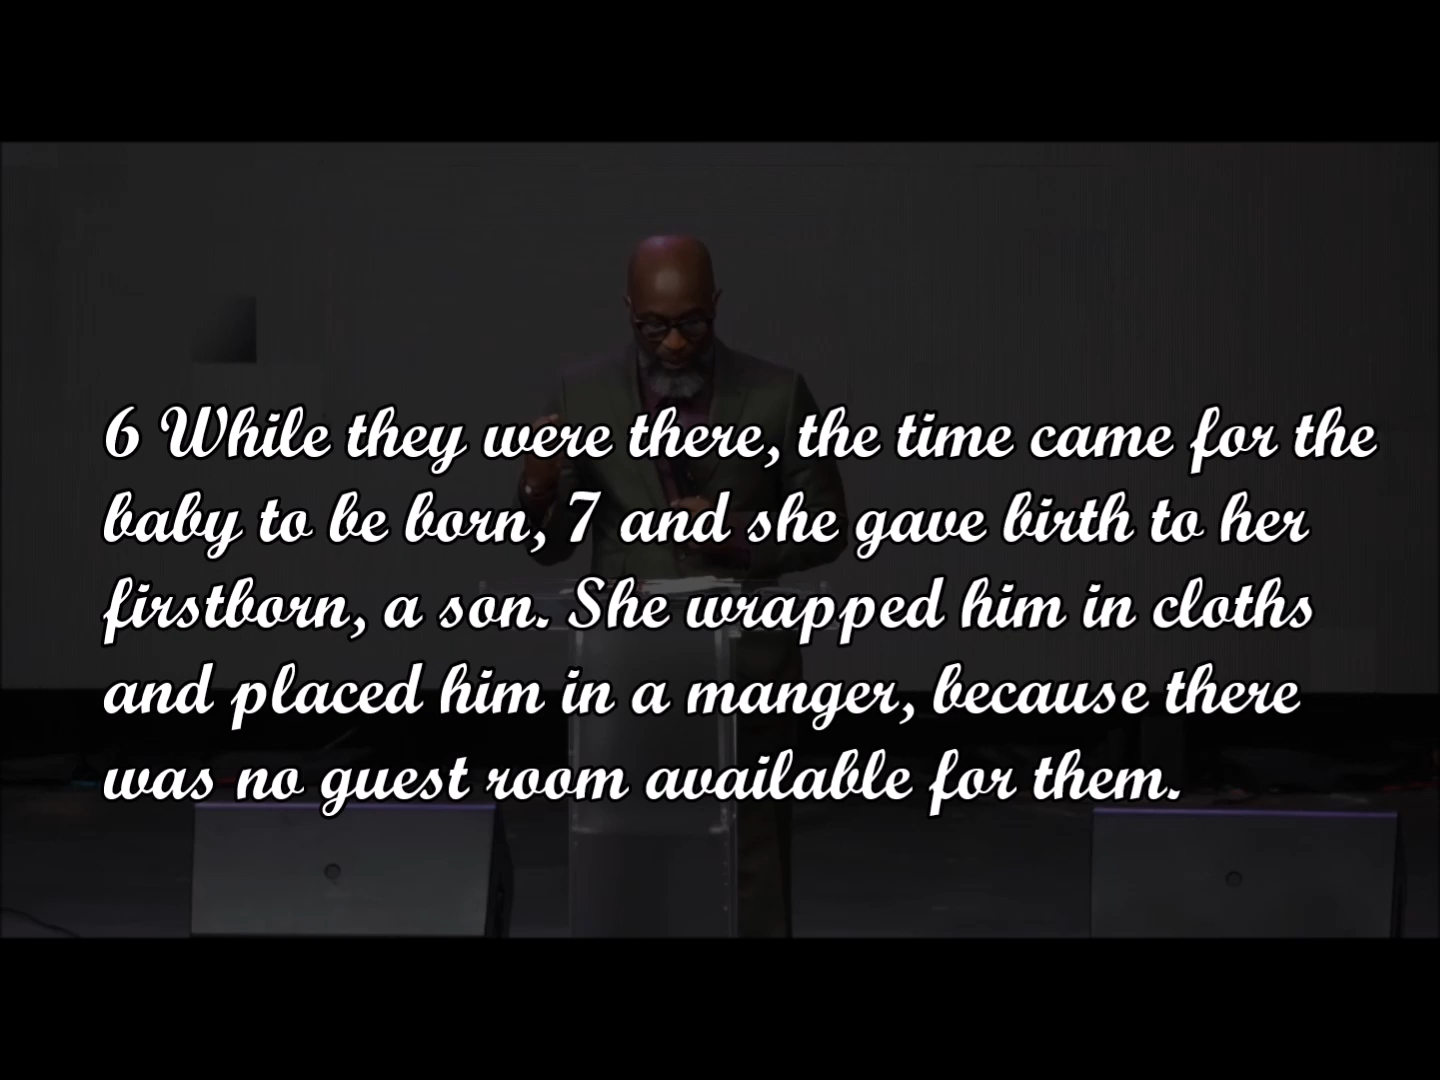 6 While they were there, the time came for the
baby to be born, 7 and she gave birth to her
firstborn, a son. She wrapped him in cloths
and placed him in a manger, because there
was no guest room available for them.